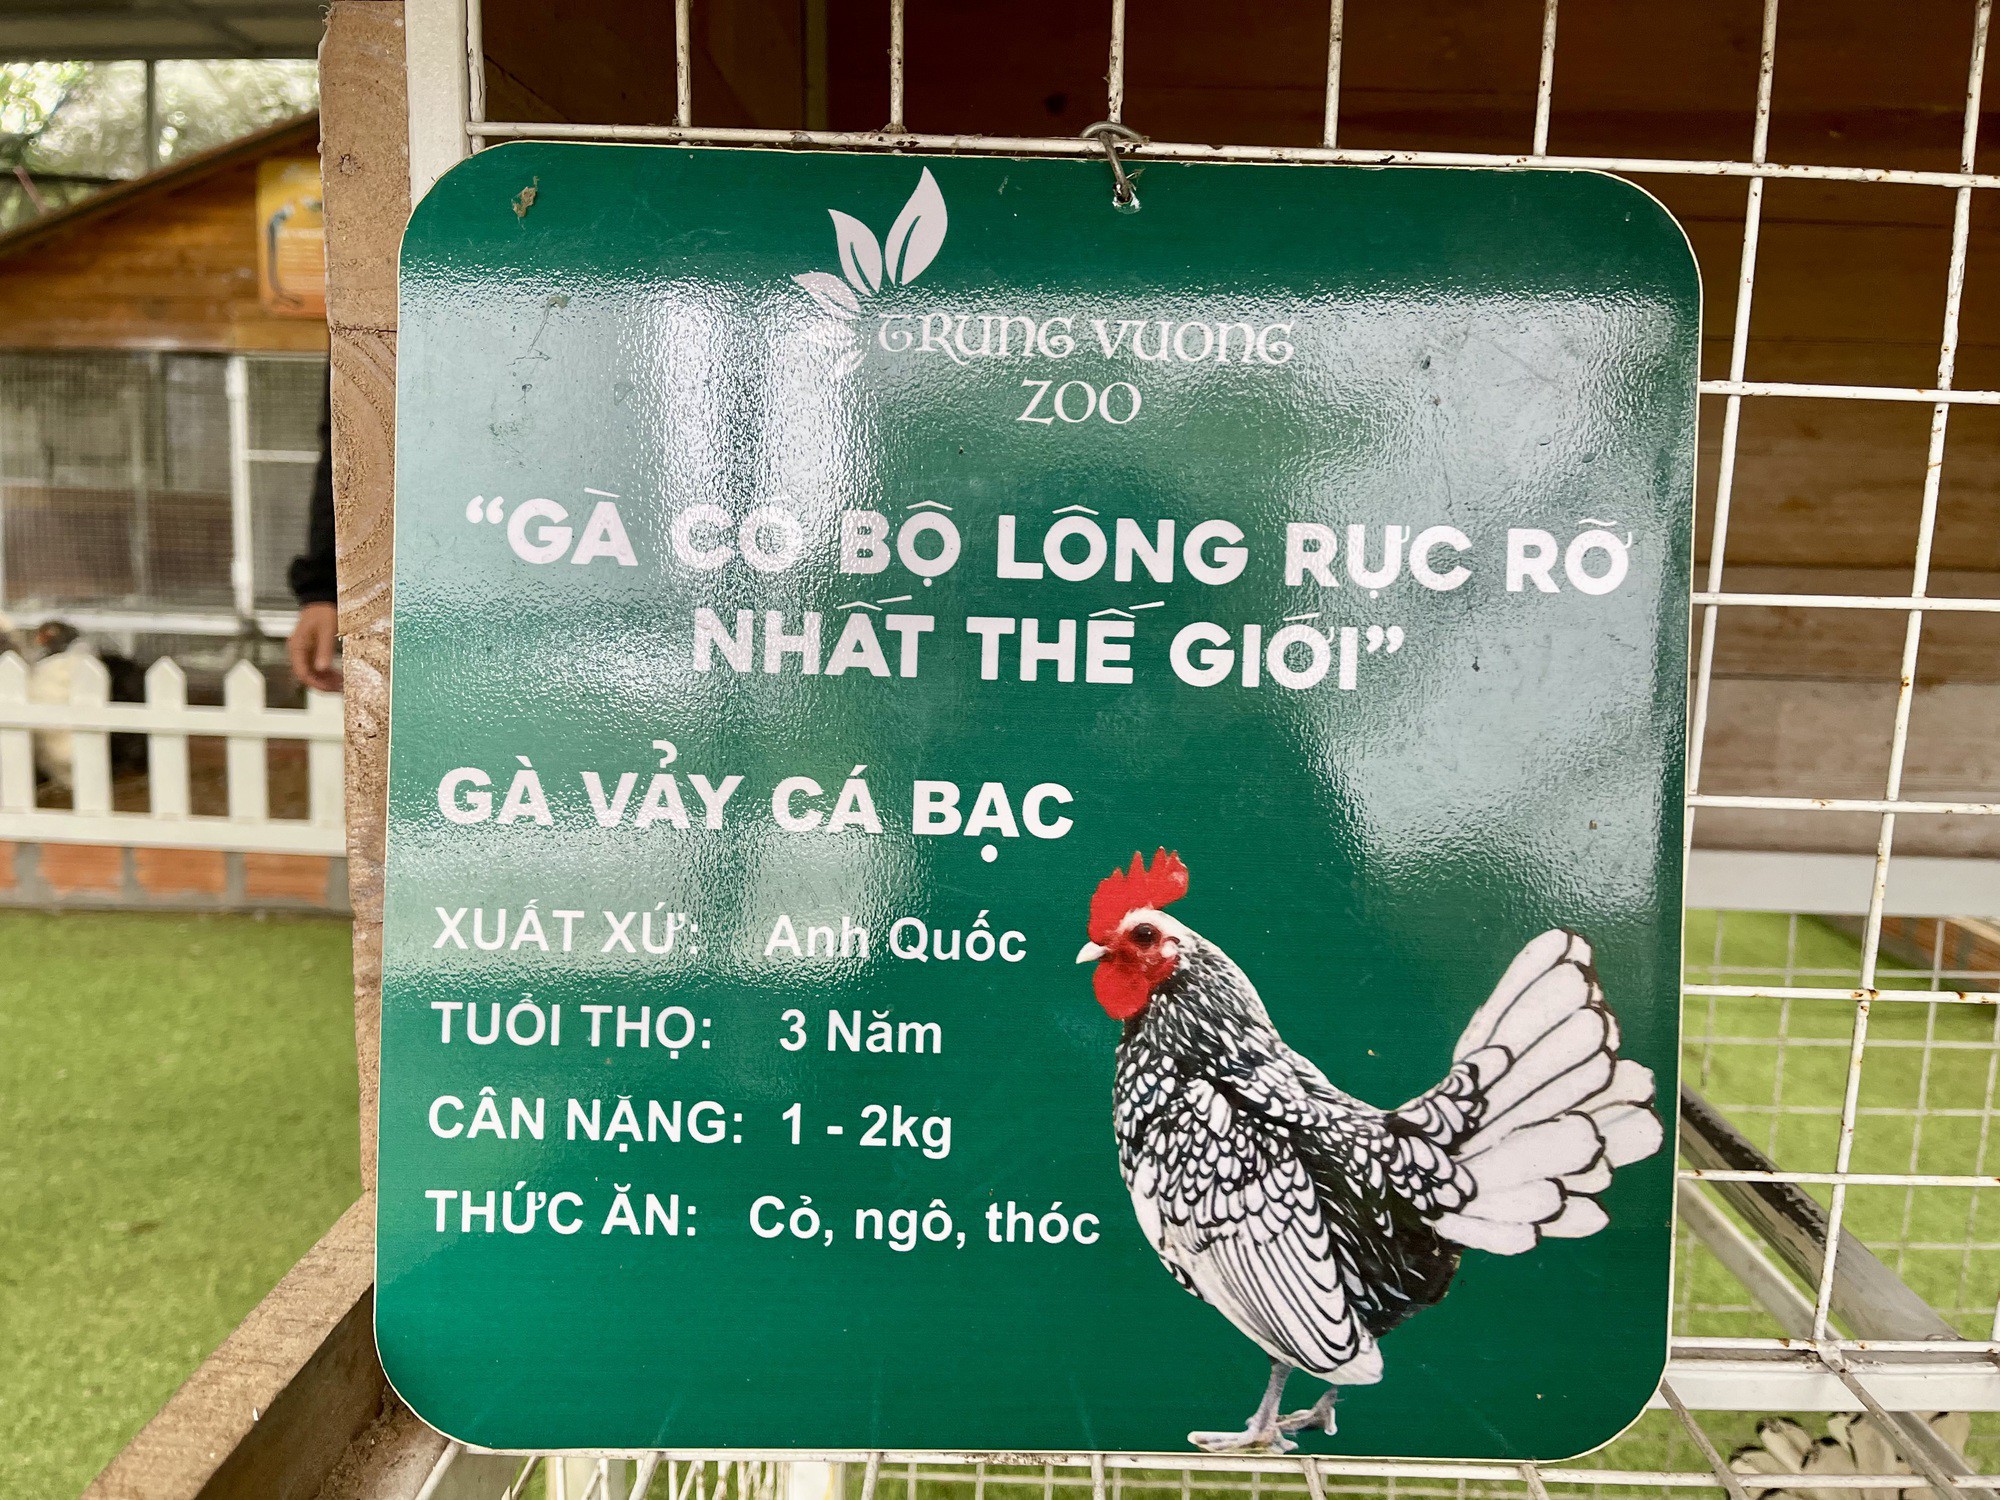 TRUNG VUONG
ZOO
“GÀ CÓ BỘ LÔNG RỰC RỠ
NHẤT THẾ GIỚI”
GÀ VẢY CÁ BẠC
XUẤT XỨ: Anh Quốc
TUỔI THỌ: 3 Năm
CÂN NẶNG: 1 - 2kg
THỨC ĂN: Cỏ, ngô, thóc